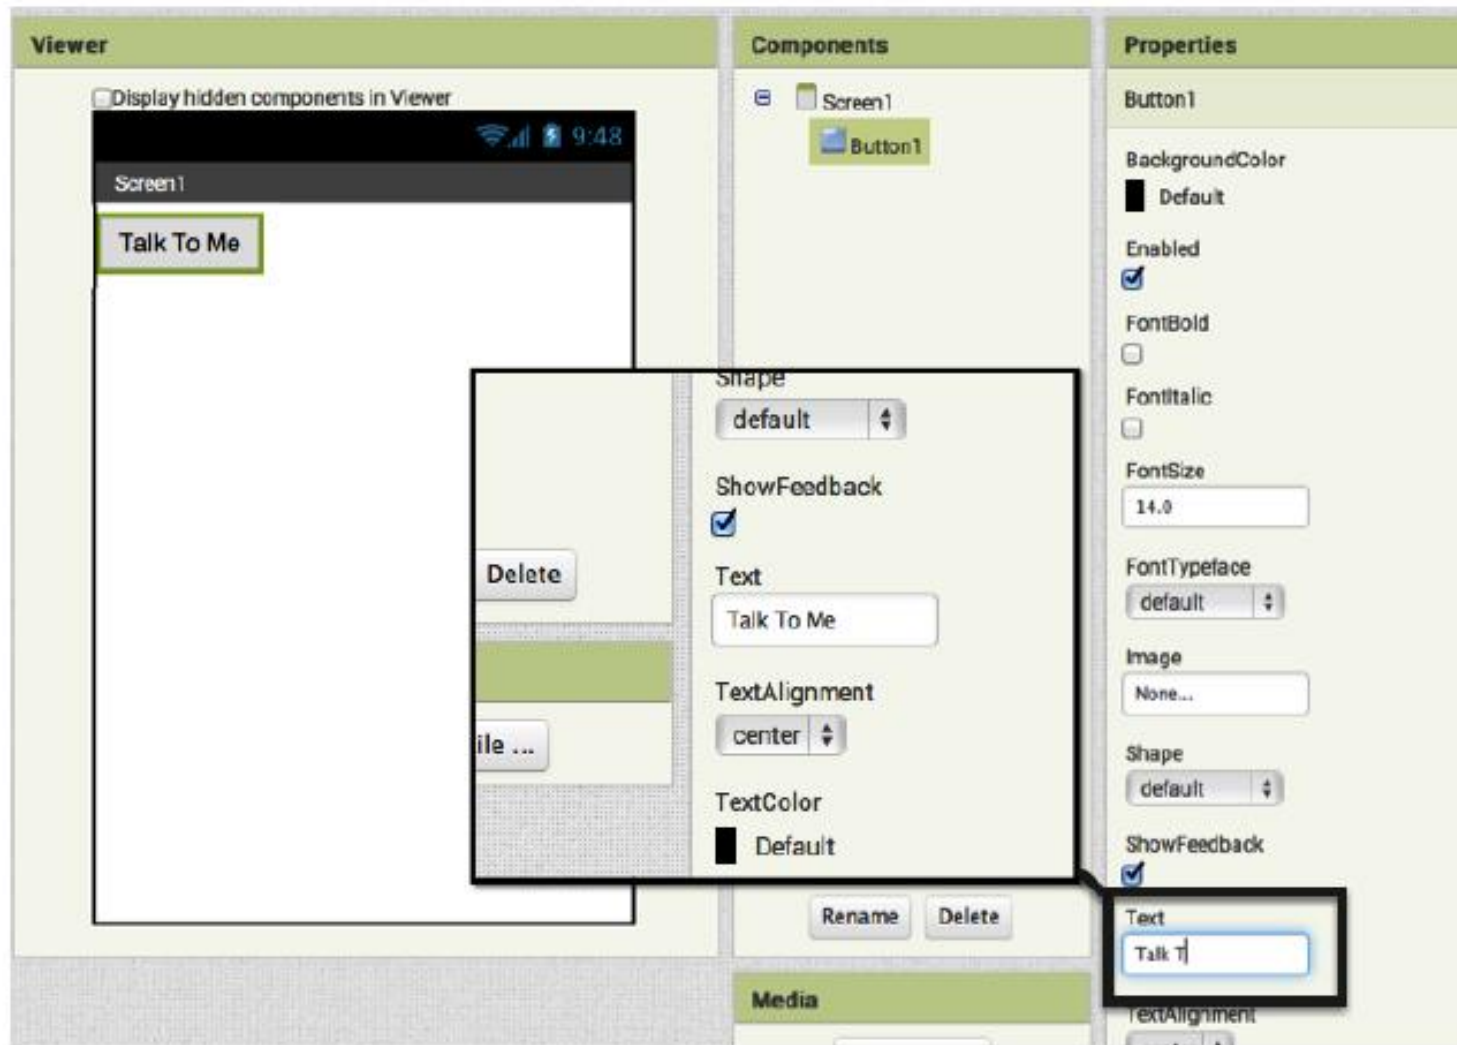 Viewer
Display hidden components in Viewer
9:48
Screen1
Talk To Me
Components
Screen1
Button1
Shape
default
ShowFeedback
Delete
Text
Talk To Me
TextAlignment
center
ile ...
TextColor
Default
Rename
Delete
Media
Properties
Button1
BackgroundColor
Default
Enabled
FontBold
FontItalic
FontSize
14.0
FontTypeface
default
Image
None...
Shape
default
ShowFeedback
Text
Talk T
TextAlignment